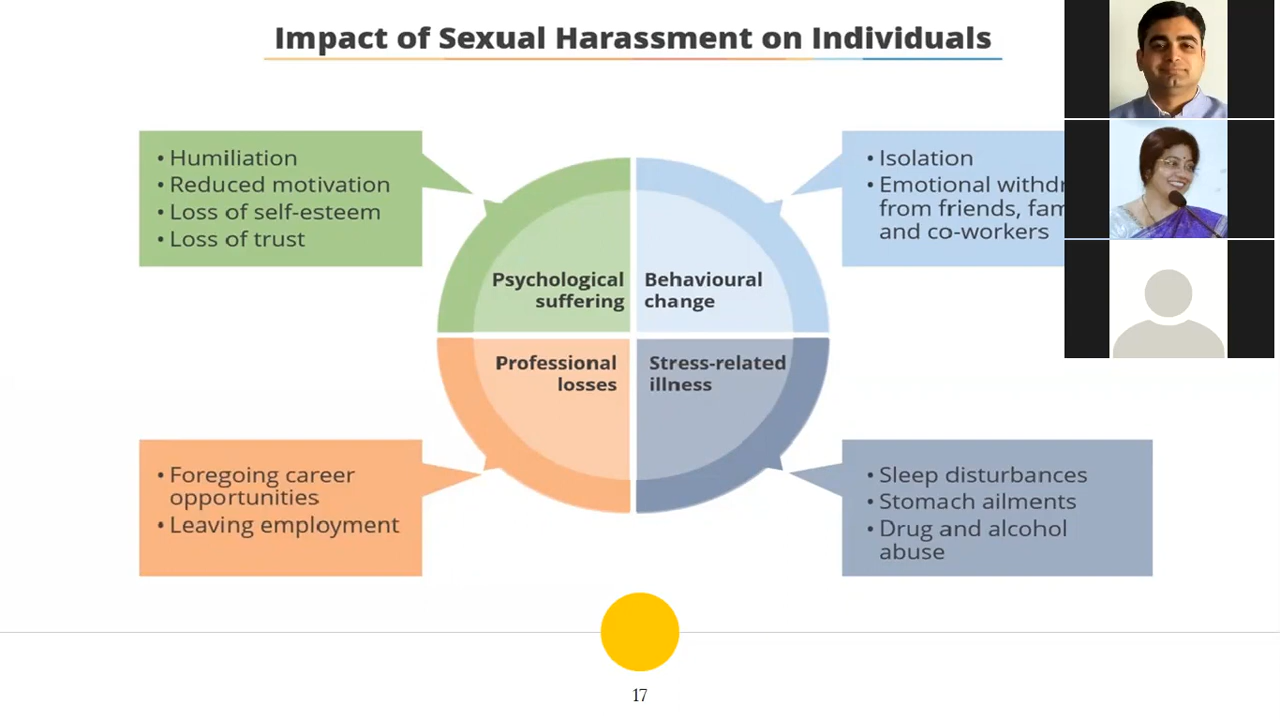 Impact of Sexual Harassment on Individuals
• Humiliation
• Reduced motivation
• Loss of self-esteem
• Loss of trust
• Isolation
• Emotional
from friends,
and co-workers
Psychological
suffering
Behavioural
change
Professional
losses
Stress-related
illness
• Foregoing career
opportunities
• Leaving employment
• Sleep disturbances
• Stomach ailments
• Drug and alcohol
abuse
17